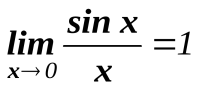 lim sin x / x = 1
x → 0